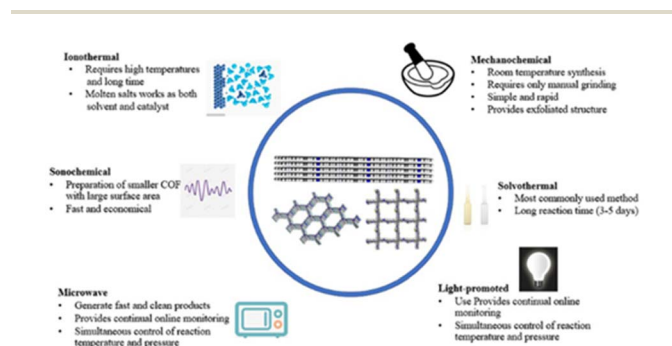 Ionothermal
• Requires high temperatures
and long time
• Molten salts works as both
solvent and catalyst
Mechanochemical
• Room temperature synthesis
• Requires only manual grinding
• Simple and rapid
• Provides exfoliated structure
Sonochemical
• Preparation of smaller COF
with large surface area
• Fast and economical
Solvothermal
• Most commonly used method
• Long reaction time (3-5 days)
Microwave
• Generate fast and clean products
• Provides continual online monitoring
• Simultaneous control of reaction
temperature and pressure
Light-promoted
• Use Provides continual online
monitoring
• Simultaneous control of reaction
temperature and pressure